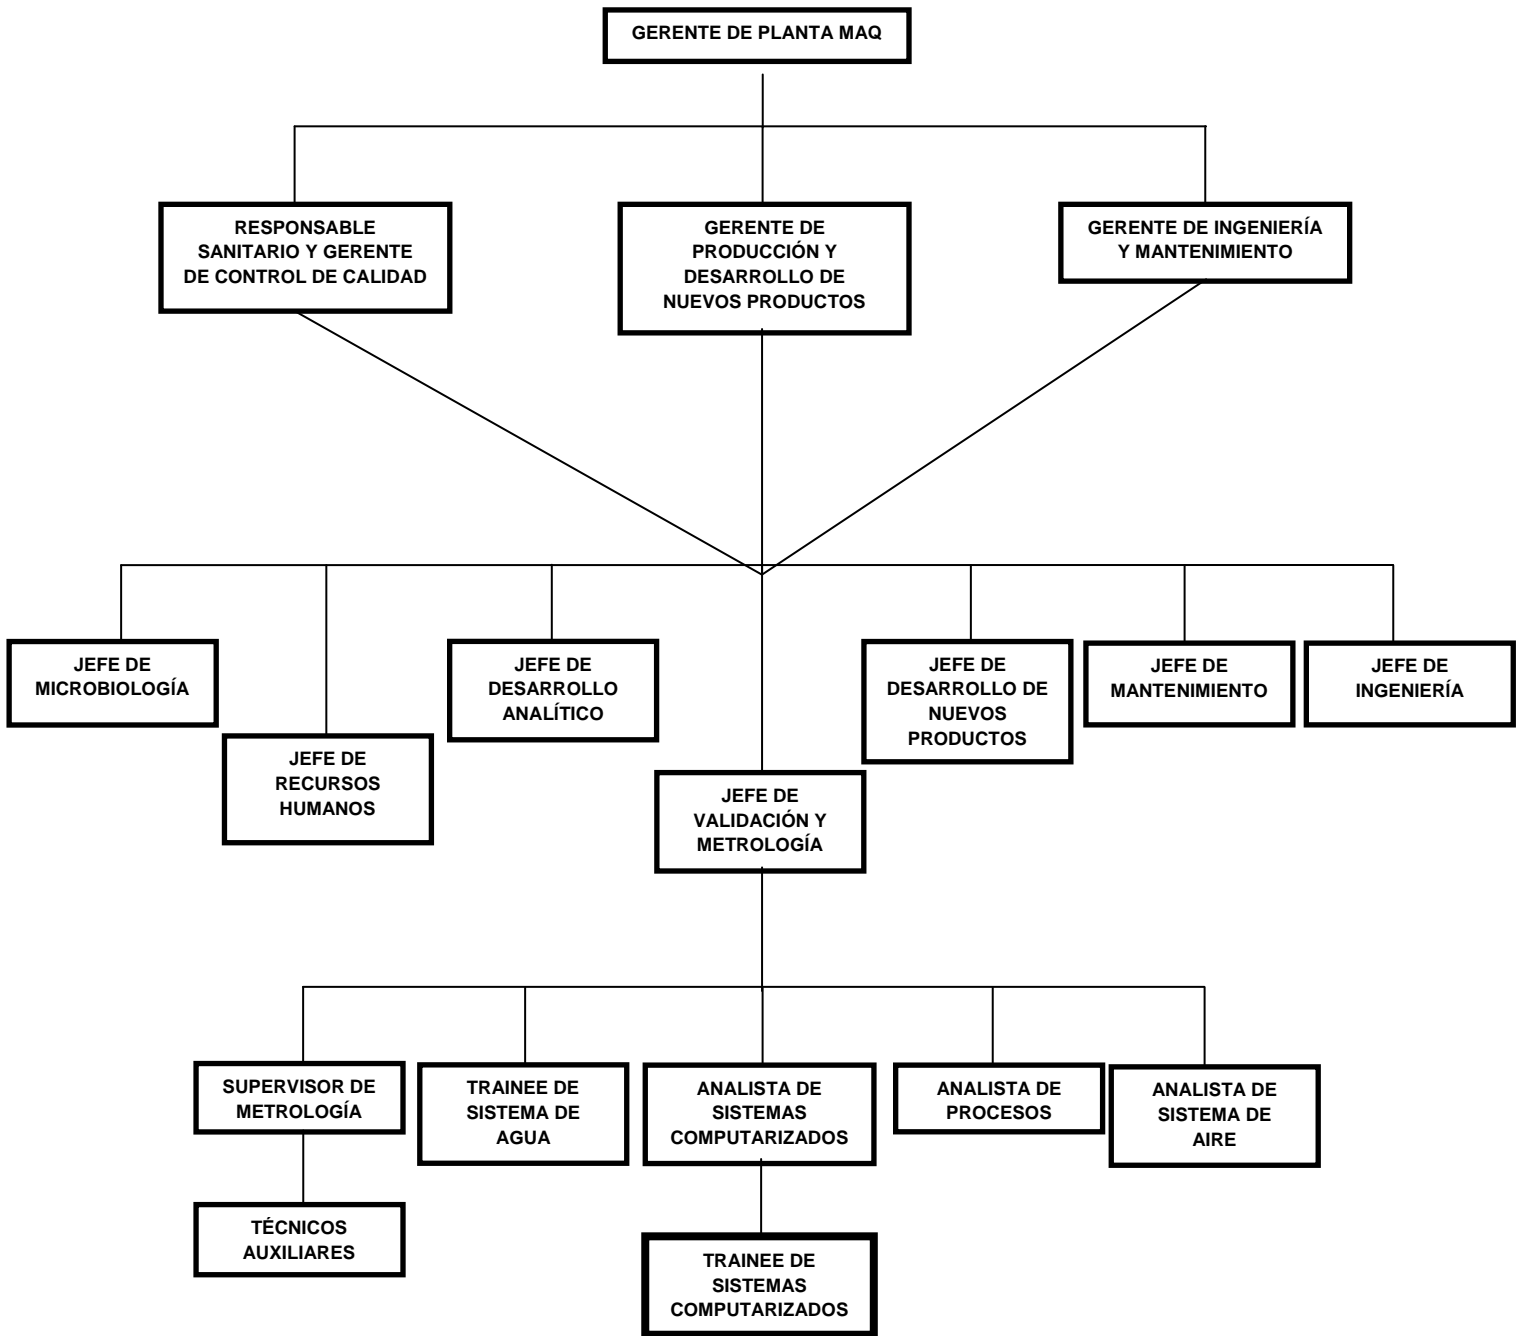 GERENTE DE PLANTA MAQ
RESPONSABLE
SANITARIO Y GERENTE
DE CONTROL DE CALIDAD
GERENTE DE
PRODUCCIÓN Y
DESARROLLO DE
NUEVOS PRODUCTOS
GERENTE DE INGENIERÍA
Y MANTENIMIENTO
JEFE DE
MICROBIOLOGÍA
JEFE DE
RECURSOS
HUMANOS
JEFE DE
DESARROLLO
ANALÍTICO
JEFE DE
VALIDACIÓN Y
METROLOGÍA
JEFE DE
DESARROLLO DE
NUEVOS
PRODUCTOS
JEFE DE
MANTENIMIENTO
JEFE DE
INGENIERÍA
SUPERVISOR DE
METROLOGÍA
TRAINEE DE
SISTEMA DE
AGUA
ANALISTA DE
SISTEMAS
COMPUTARIZADOS
ANALISTA DE
PROCESOS
ANALISTA DE
SISTEMA DE
AIRE
TÉCNICOS
AUXILIARES
TRAINEE DE
SISTEMAS
COMPUTARIZADOS